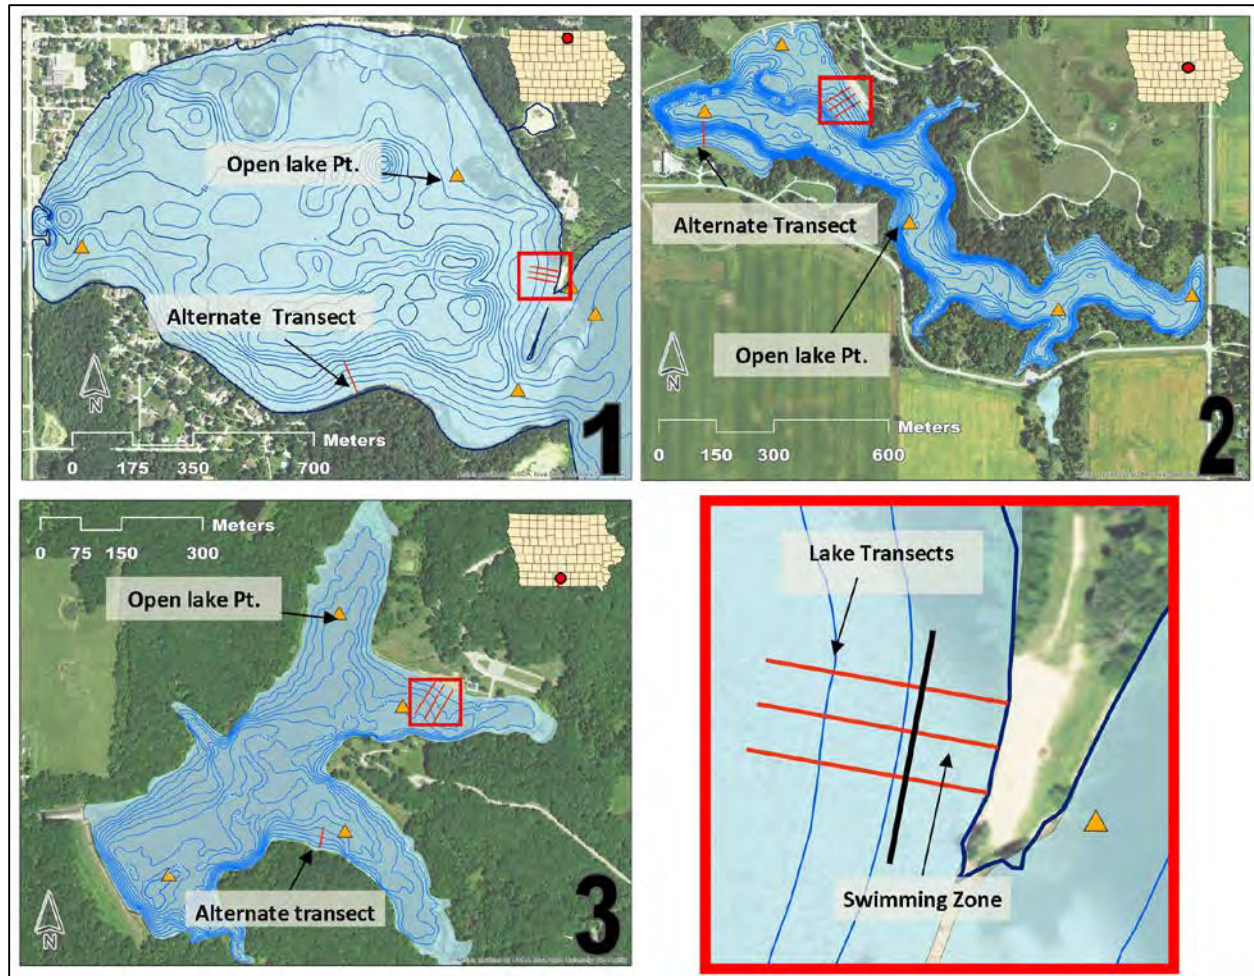 Open lake Pt.
Alternate Transect
N
Meters
0 175 350 700
1
Alternate Transect
Open lake Pt.
N
Meters
0 150 300 600
2
Meters
0 75 150 300
Open lake Pt.
Alternate transect
N
3
Lake Transects
Swimming Zone